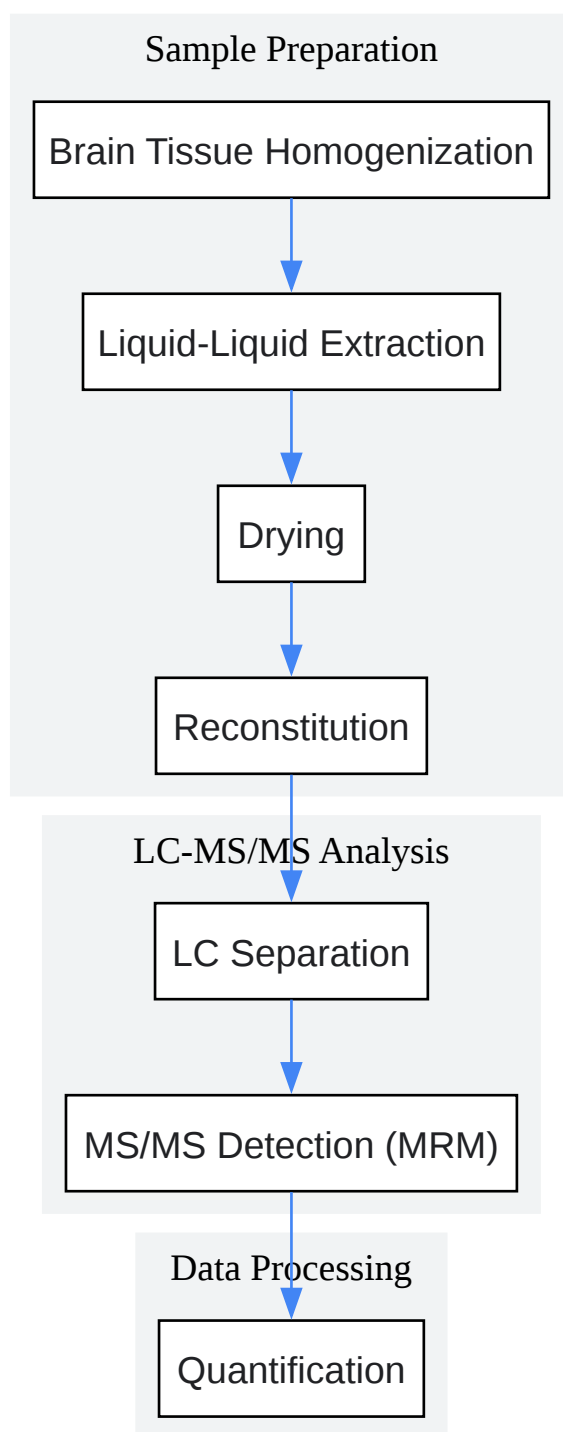 Sample Preparation
Brain Tissue Homogenization
Liquid-Liquid Extraction
Drying
Reconstitution
LC-MS/MS Analysis
LC Separation
MS/MS Detection (MRM)
Data Processing
Quantification